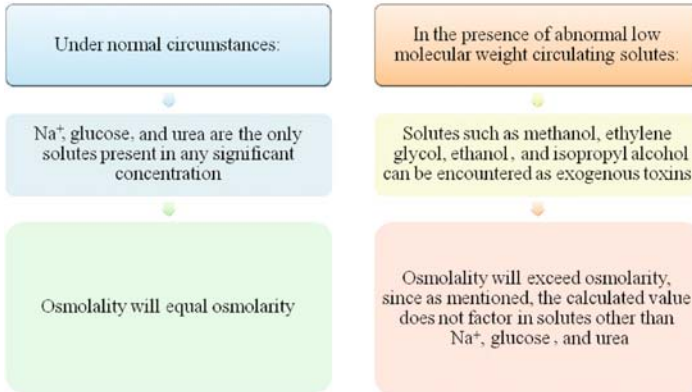 Under normal circumstances:
In the presence of abnormal low
molecular weight circulating solutes:
Na⁺, glucose, and urea are the only
solutes present in any significant
concentration
Solutes such as methanol, ethylene
glycol, ethanol, and isopropyl alcohol
can be encountered as exogenous toxins
Osmolality will equal osmolarity
Osmolality will exceed osmolarity,
since as mentioned, the calculated value
does not factor in solutes other than
Na⁺, glucose, and urea